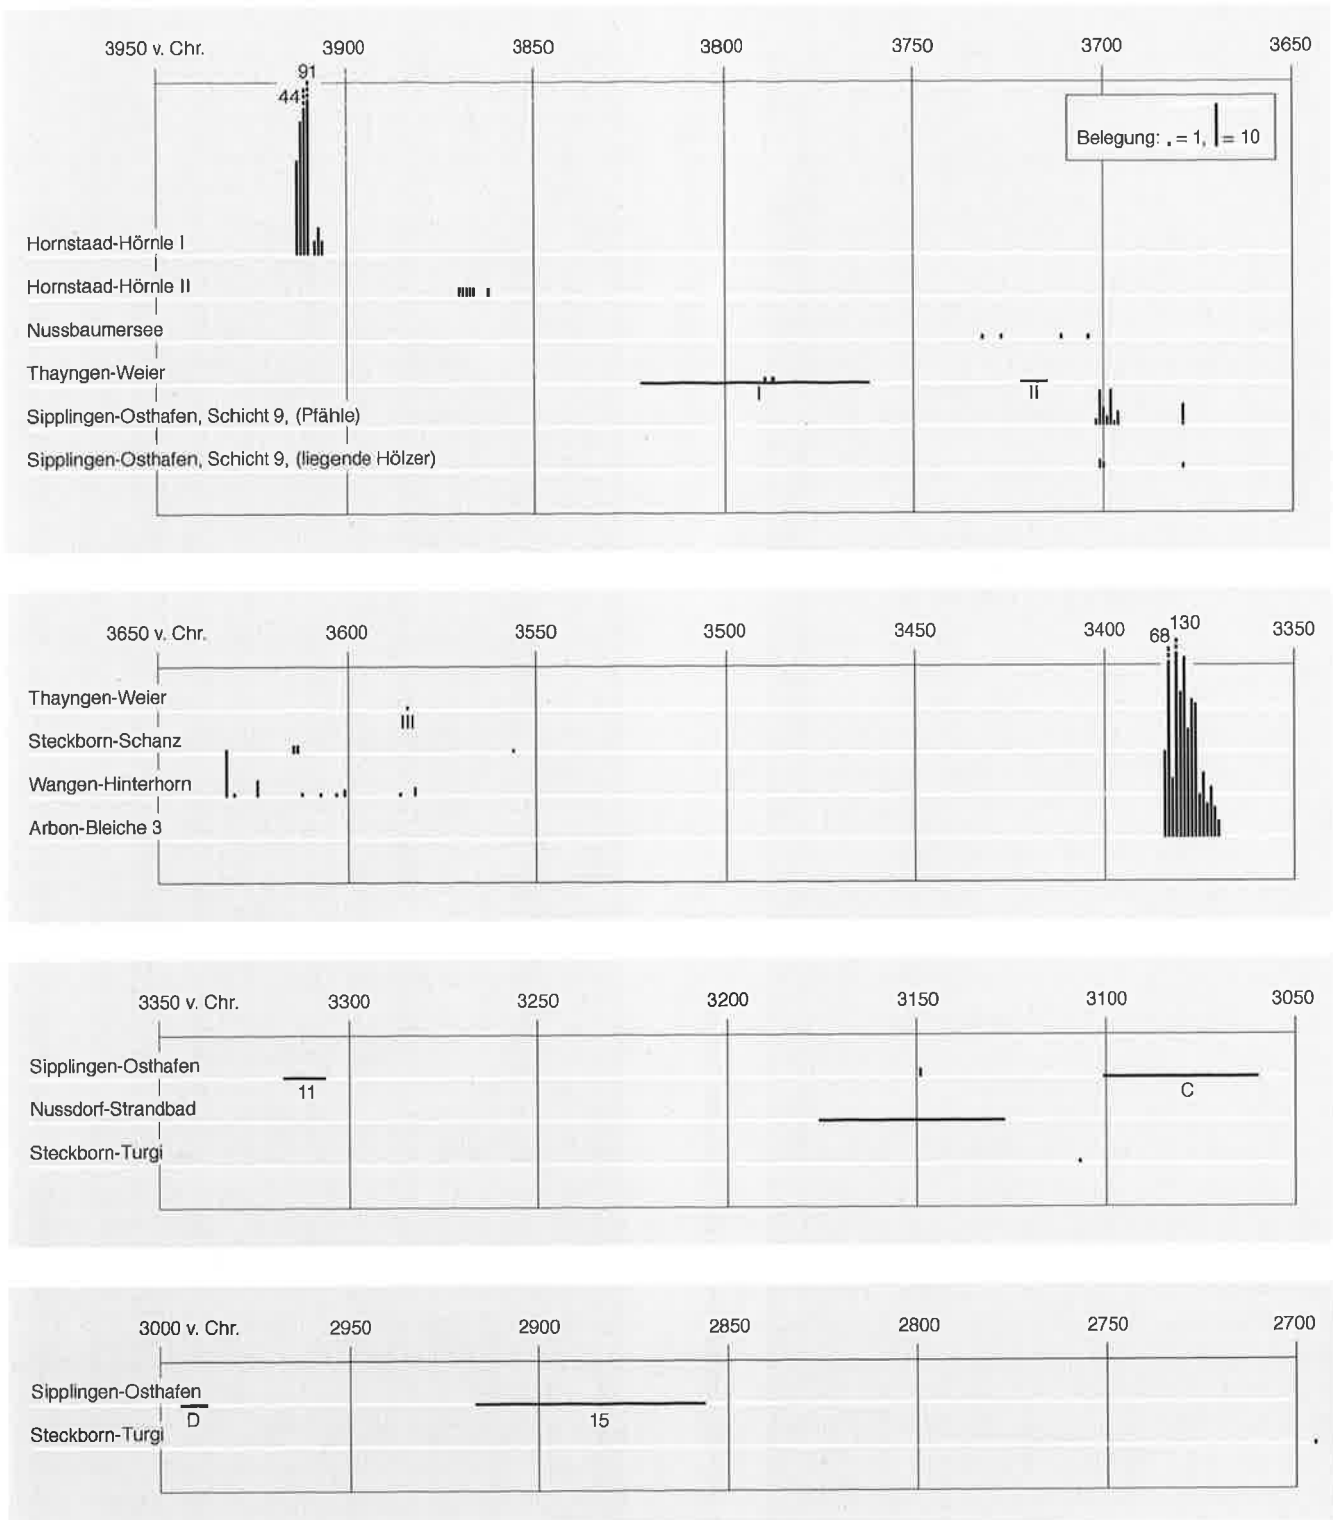 3950 v. Chr. 3900 3850 3800 3750 3700 3650
91
44
Belegung: . = 1, | = 10
Hornstaad-Hörnle I
Hornstaad-Hörnle II
Nussbaumersee
Thayngen-Weier
I II
Sipplingen-Osthafen, Schicht 9, (Pfähle)
Sipplingen-Osthafen, Schicht 9, (liegende Hölzer)
3650 v. Chr. 3600 3550 3500 3450 3400 3350
68 130
Thayngen-Weier
III
Steckborn-Schanz
Wangen-Hinterhorn
Arbon-Bleiche 3
3350 v. Chr. 3300 3250 3200 3150 3100 3050
Sipplingen-Osthafen
11 C
Nussdorf-Strandbad
Steckborn-Turgi
3000 v. Chr. 2950 2900 2850 2800 2750 2700
Sipplingen-Osthafen
D 15
Steckborn-Turgi